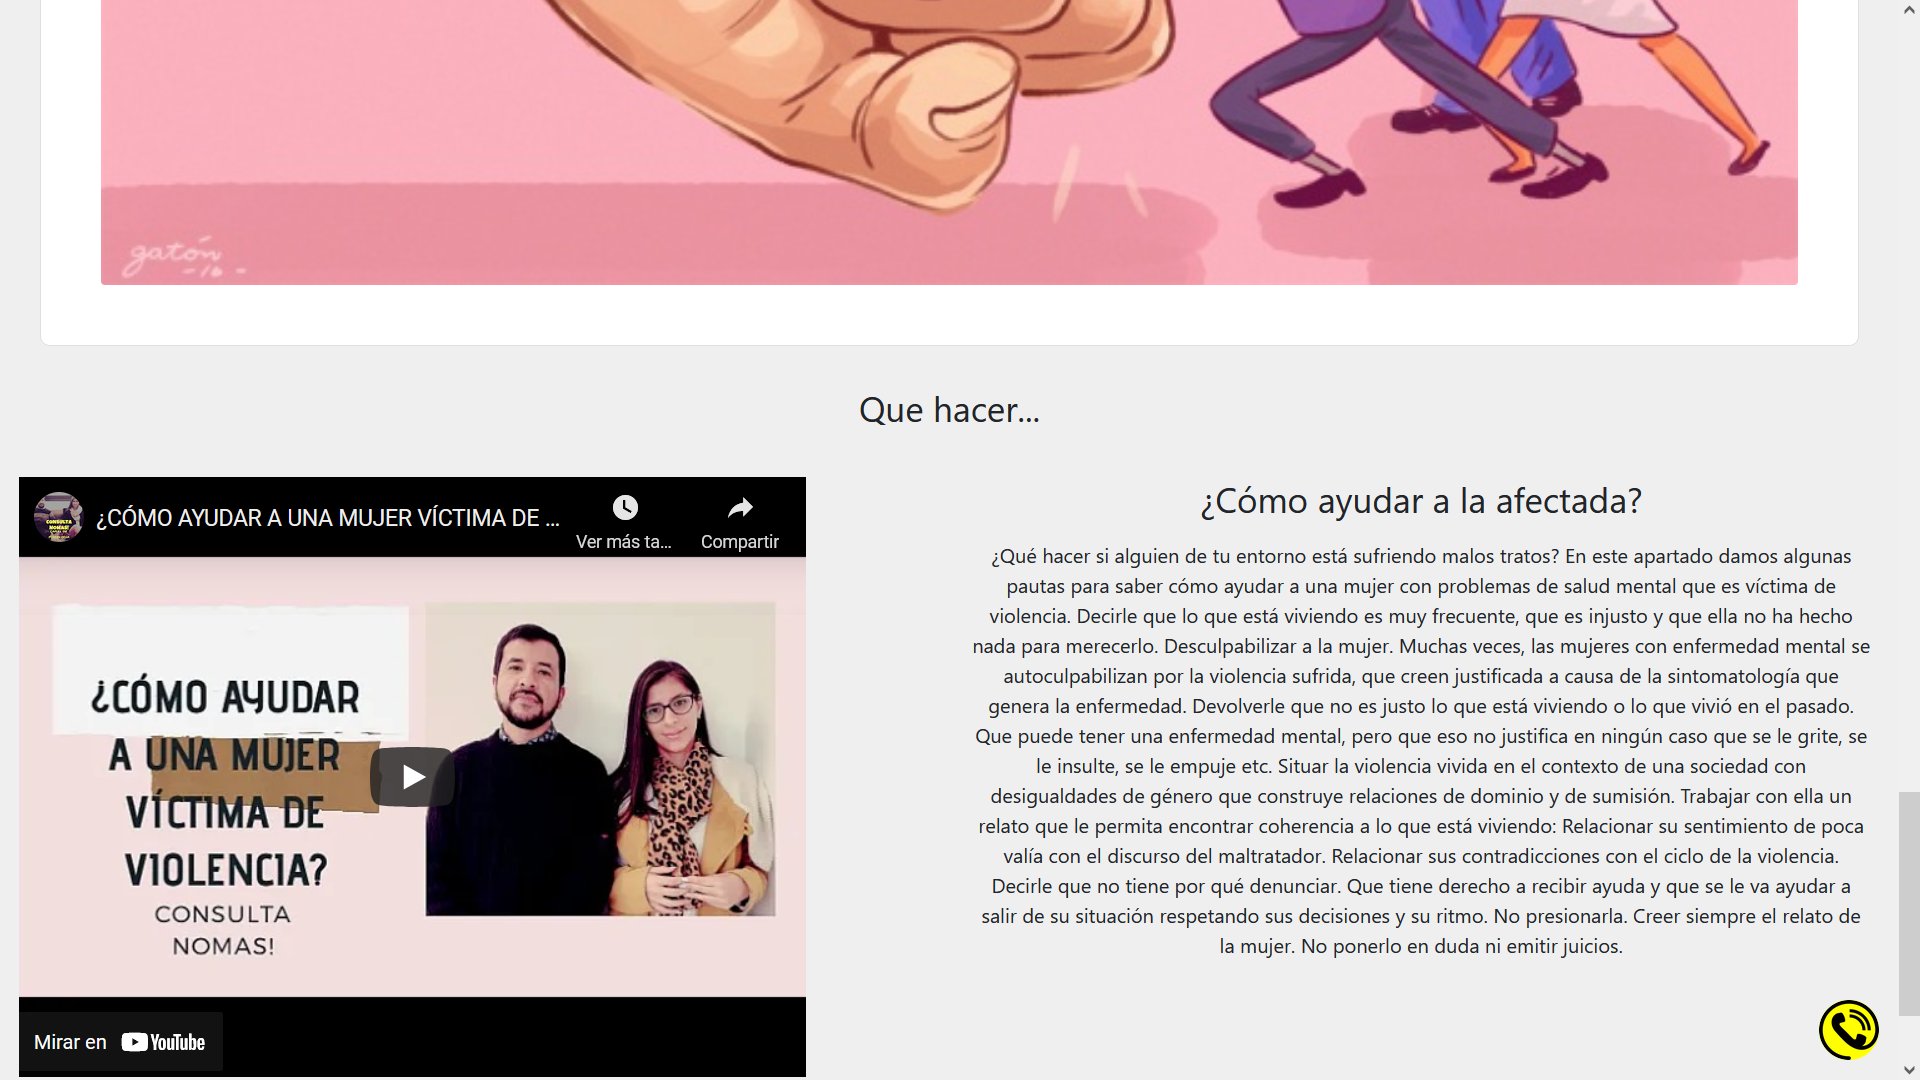 gatón
-16-
Que hacer...
¿CÓMO AYUDAR A UNA MUJER VÍCTIMA DE ...
Ver más ta...
Compartir
CONSULTA
NOMAS!
¿CÓMO AYUDAR
A UNA MUJER
VÍCTIMA DE
VIOLENCIA?
CONSULTA
NOMAS!
Mirar en YouTube
¿Cómo ayudar a la afectada?
¿Qué hacer si alguien de tu entorno está sufriendo malos tratos? En este apartado damos algunas
pautas para saber cómo ayudar a una mujer con problemas de salud mental que es víctima de
violencia. Decirle que lo que está viviendo es muy frecuente, que es injusto y que ella no ha hecho
nada para merecerlo. Desculpabilizar a la mujer. Muchas veces, las mujeres con enfermedad mental se
autoculpabilizan por la violencia sufrida, que creen justificada a causa de la sintomatología que
genera la enfermedad. Devolverle que no es justo lo que está viviendo o lo que vivió en el pasado.
Que puede tener una enfermedad mental, pero que eso no justifica en ningún caso que se le grite, se
le insulte, se le empuje etc. Situar la violencia vivida en el contexto de una sociedad con
desigualdades de género que construye relaciones de dominio y de sumisión. Trabajar con ella un
relato que le permita encontrar coherencia a lo que está viviendo: Relacionar su sentimiento de poca
valía con el discurso del maltratador. Relacionar sus contradicciones con el ciclo de la violencia.
Decirle que no tiene por qué denunciar. Que tiene derecho a recibir ayuda y que se le va ayudar a
salir de su situación respetando sus decisiones y su ritmo. No presionarla. Creer siempre el relato de
la mujer. No ponerlo en duda ni emitir juicios.